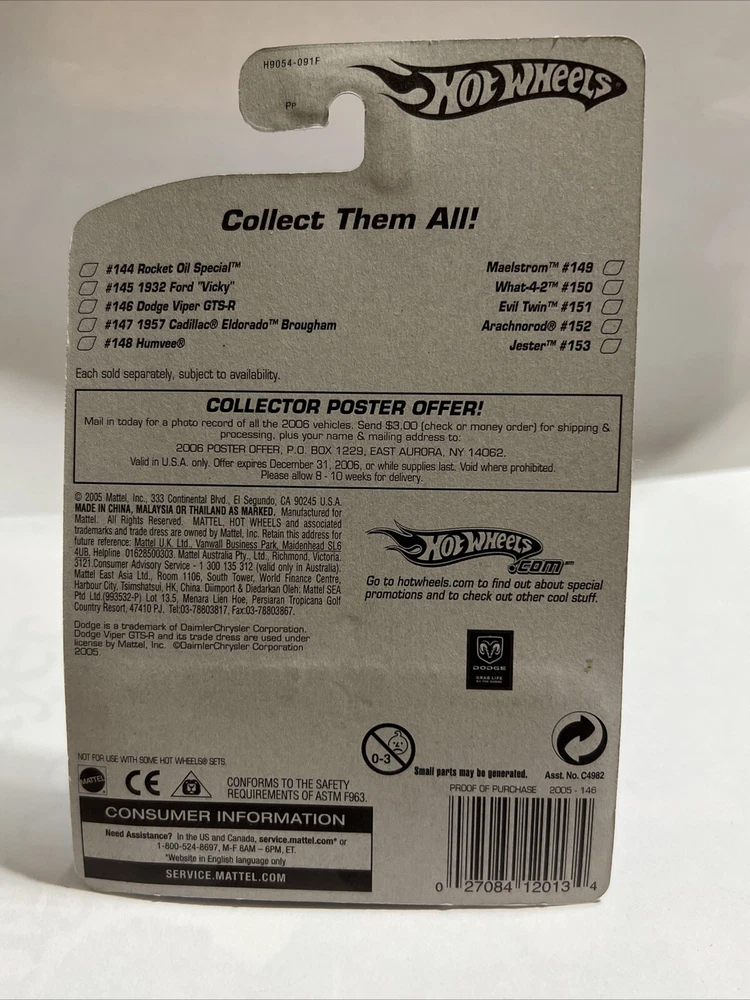 H9054-091F
PP
HOT WHEELS
Collect Them All!
#144 Rocket Oil Special™
#145 1932 Ford "Vicky"
#146 Dodge Viper GTS-R
#147 1957 Cadillac® Eldorado™ Brougham
#148 Humvee®
Maelstrom™ #149
What-4-2™ #150
Evil Twin™ #151
Arachnorod® #152
Jester™ #153
Each sold separately, subject to availability.
COLLECTOR POSTER OFFER!
Mail in today for a photo record of all the 2006 vehicles. Send $3.00 (check or money order) for shipping &
processing, plus your name & mailing address to:
2006 POSTER OFFER, P.O. BOX 1229, EAST AURORA, NY 14052.
Valid in U.S.A. only. Offer expires December 31, 2006, or while supplies last. Void where prohibited.
Please allow 8 - 10 weeks for delivery.
© 2005 Mattel, Inc., 333 Continental Blvd., El Segundo, CA 90245 U.S.A.
MADE IN CHINA, MALAYSIA OR THAILAND AS MARKED. Manufactured for
Mattel. All Rights Reserved. MATTEL, HOT WHEELS and associated
trademarks and trade dress are owned by Mattel, Inc. Retain this address for
future reference: Mattel U.K. Ltd., Vanwall Business Park, Maidenhead SL6
4UB. Helpline 01628500303. Mattel Australia Pty., Ltd., Richmond, Victoria.
3121.Consumer Advisory Service - 1 300 135 312 (valid only in Australia).
Mattel East Asia Ltd., Room 1106, South Tower, World Finance Centre,
Harbour City, Tsimshatsui, HK, China. Diimport & Diedarkan Oleh: Mattel SEA
Ptd Ltd.(993532-P) Lot 13.5, Menara Lien Hoe, Persiaran Tropicana Golf
Country Resort, 47410 PJ. Tel:03-78803817, Fax:03-78803867.
Dodge is a trademark of DaimlerChrysler Corporation.
Dodge Viper GTS-R and its trade dress are used under
license by Mattel, Inc. ©DaimlerChrysler Corporation
2005.
HOT WHEELS
.COM™
Go to hotwheels.com to find out about special
promotions and to check out other cool stuff.
DODGE
GRAB LIFE
BY THE HORNS
NOT FOR USE WITH SOME HOT WHEELS® SETS.
MATTEL
CE
CONFORMS TO THE SAFETY
REQUIREMENTS OF ASTM F963.
0-3
Small parts may be generated.
Asst. No. C4982
CONSUMER INFORMATION
Need Assistance? In the US and Canada, service.mattel.com* or
1-800-524-8697, M-F 8AM – 6PM, ET.
*Website in English language only
SERVICE.MATTEL.COM
PROOF OF PURCHASE 2005 - 146
0 27084 12013 4